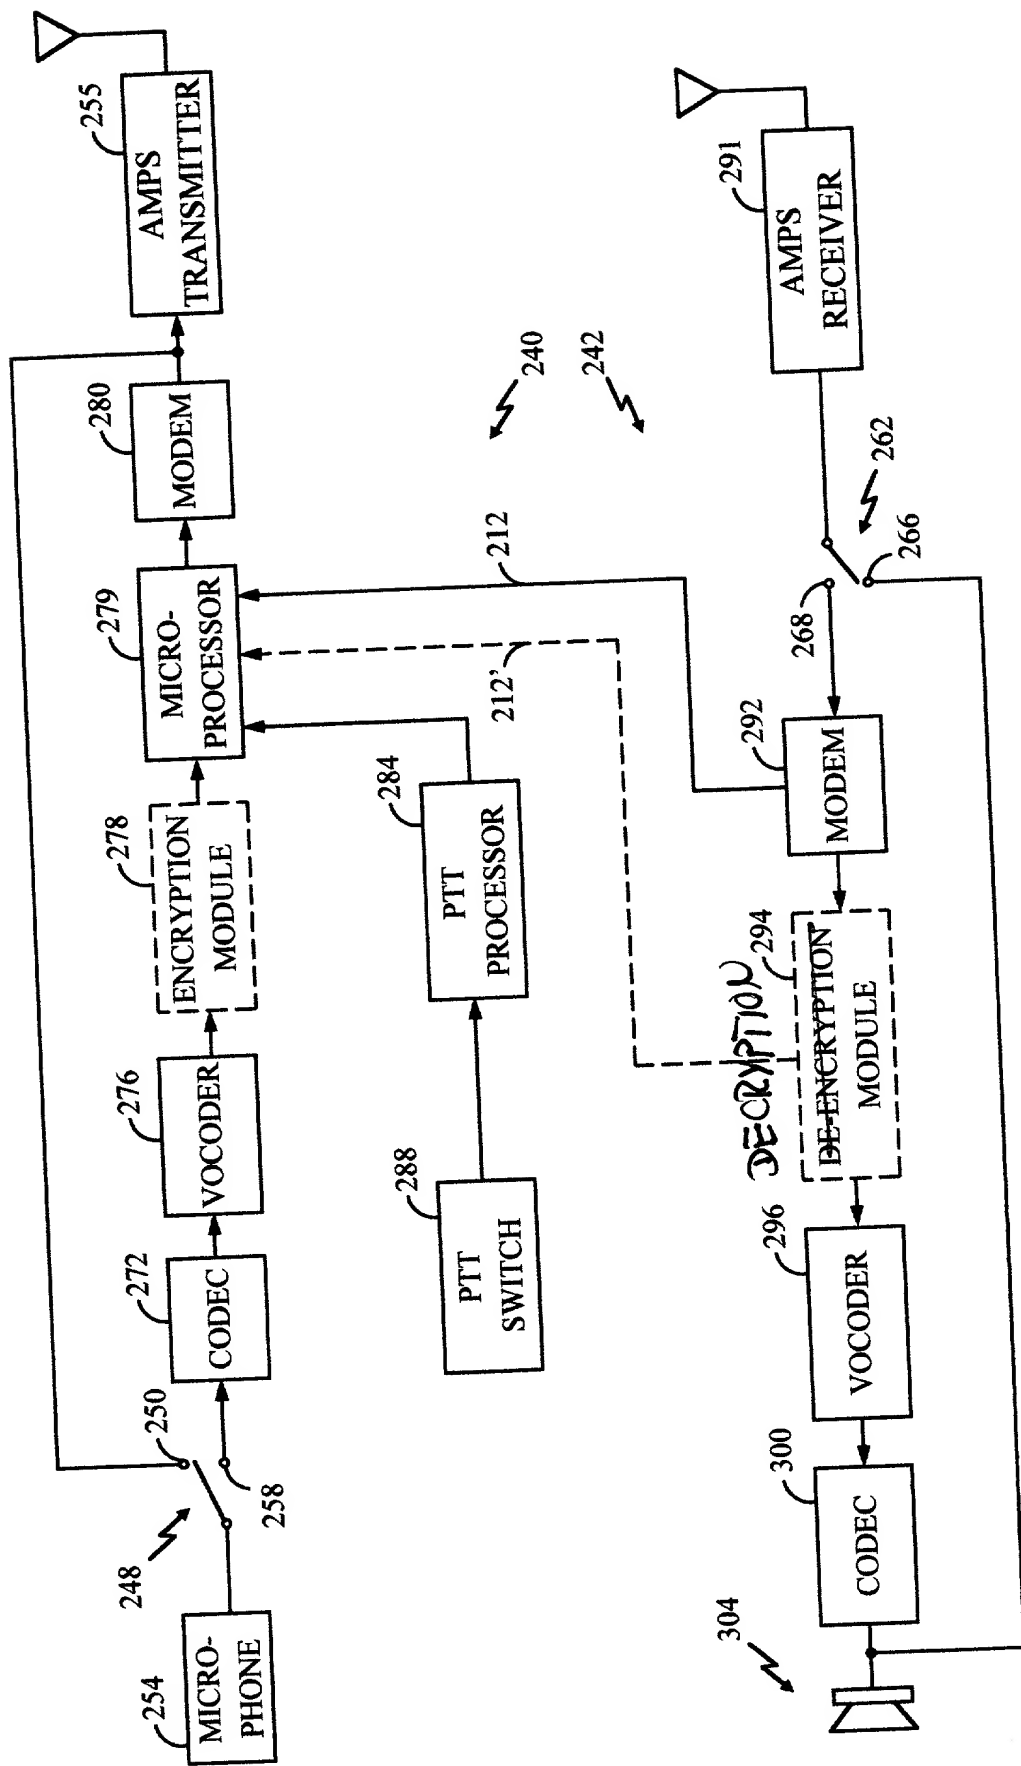 254
MICRO-
PHONE
248
250
258
272
CODEC
276
VOCODER
278
ENCRYPTION
MODULE
279
MICRO-
PROCESSOR
280
MODEM
255
AMPS
TRANSMITTER
288
PTT
SWITCH
284
PTT
PROCESSOR
212'
212
240
242
304
300
CODEC
296
VOCODER
DECRYPTION
294
DE-ENCRYPTION
MODULE
292
MODEM
268
266
262
291
AMPS
RECEIVER